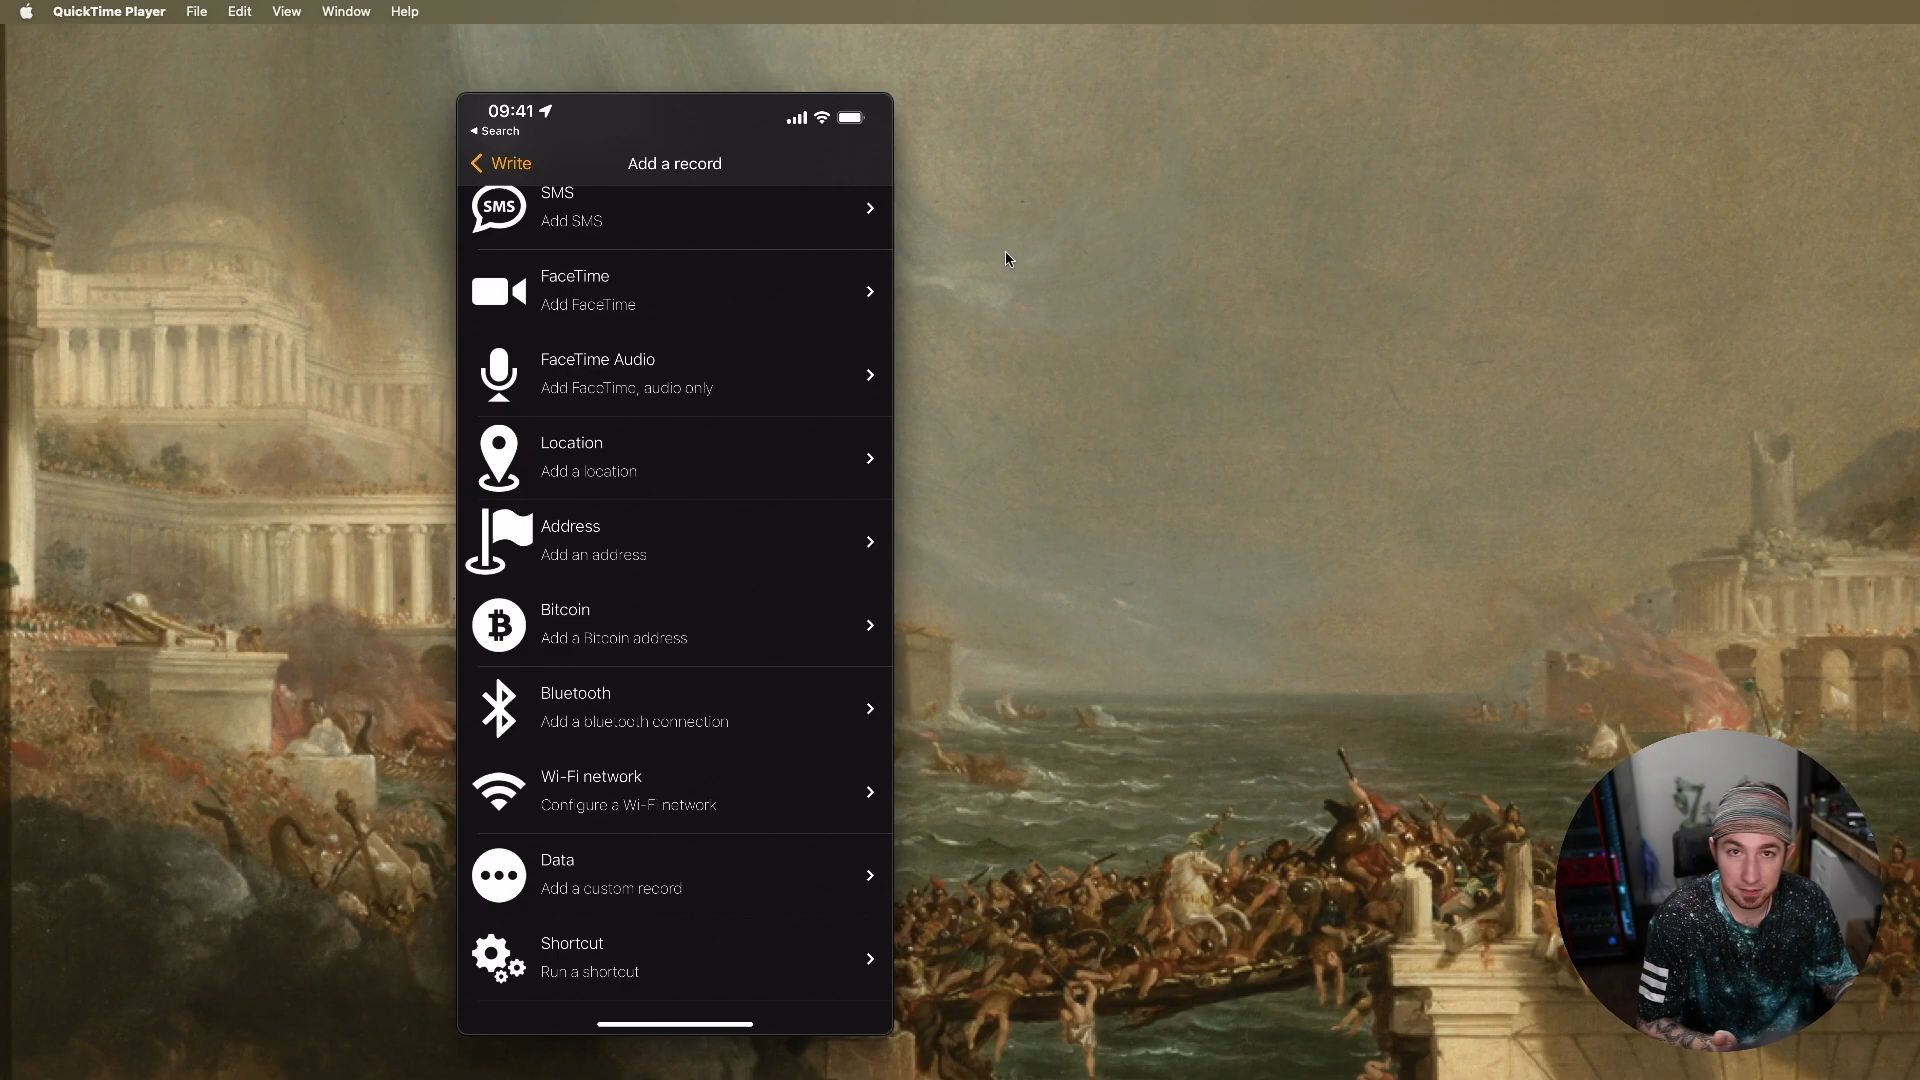 QuickTime Player File Edit View Window Help
09:41
Search
Write Add a record
SMS
SMS
Add SMS
FaceTime
Add FaceTime
FaceTime Audio
Add FaceTime, audio only
Location
Add a location
Address
Add an address
Bitcoin
Add a Bitcoin address
Bluetooth
Add a bluetooth connection
Wi-Fi network
Configure a Wi-Fi network
Data
Add a custom record
Shortcut
Run a shortcut